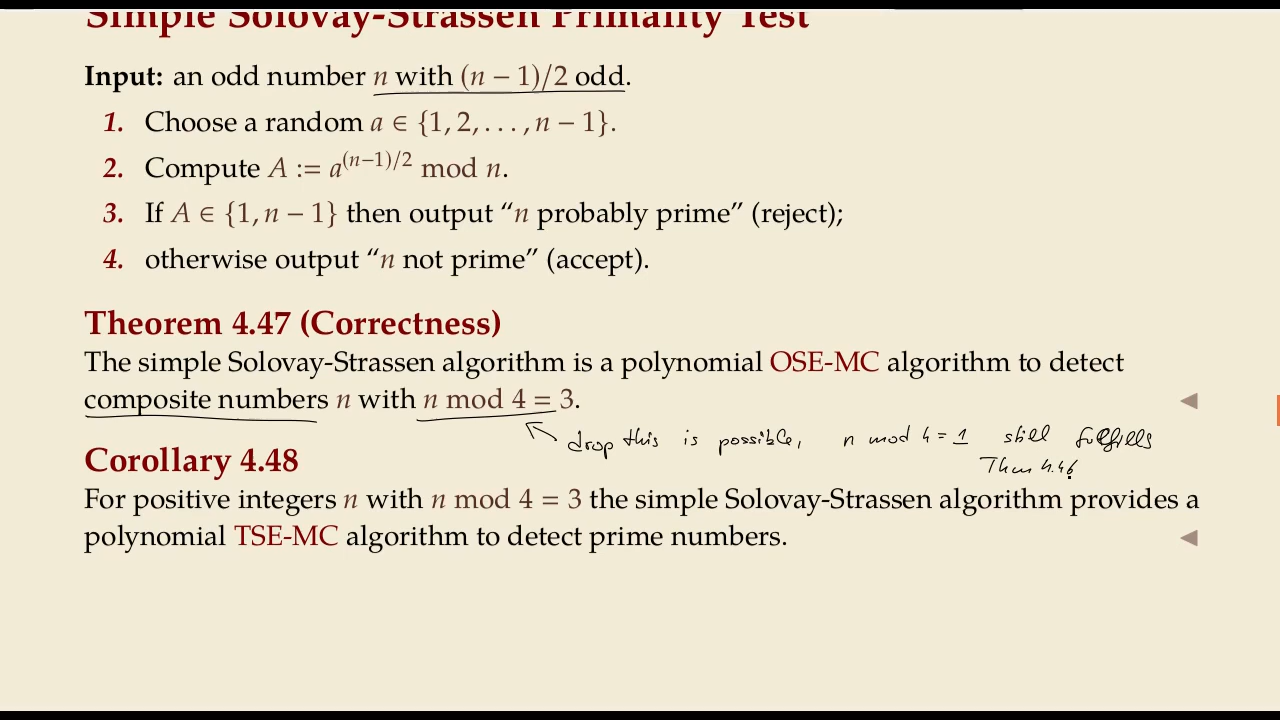 Simple Solovay-Strassen Primality Test
Input: an odd number n with (n − 1)/2 odd.
1. Choose a random a ∈ {1, 2, . . . , n − 1}.
2. Compute A := a^{(n−1)/2} mod n.
3. If A ∈ {1, n − 1} then output “n probably prime” (reject);
4. otherwise output “n not prime” (accept).
Theorem 4.47 (Correctness)
The simple Solovay-Strassen algorithm is a polynomial OSE-MC algorithm to detect
composite numbers n with n mod 4 = 3. ◀
drop this is possible, n mod 4 = 1 still fulfills
Thm 4.46
Corollary 4.48
For positive integers n with n mod 4 = 3 the simple Solovay-Strassen algorithm provides a
polynomial TSE-MC algorithm to detect prime numbers. ◀